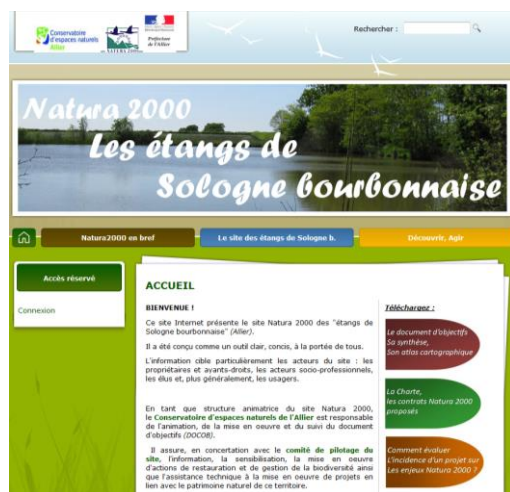 Conservatoire
d'espaces naturels
Allier
NATURA 2000
Préfecture
de l'Allier
Rechercher :
Natura 2000
Les étangs de
Sologne bourbonnaise
Natura2000 en bref
Le site des étangs de Sologne b.
Découvrir, Agir
Accès réservé
Connexion
ACCUEIL
BIENVENUE !
Ce site Internet présente le site Natura 2000 des "étangs de
Sologne bourbonnaise" (Allier).
Il a été conçu comme un outil clair, concis, à la portée de tous.
L'information cible particulièrement les acteurs du site : les
propriétaires et ayants-droits, les acteurs socio-professionnels,
les élus et, plus généralement, les usagers.
En tant que structure animatrice du site Natura 2000,
le Conservatoire d'espaces naturels de l'Allier est responsable
de l'animation, de la mise en oeuvre et du suivi du document
d'objectifs (DOCOB).
Il assure, en concertation avec le comité de pilotage du
site, l'information, la sensibilisation, la mise en oeuvre
d'actions de restauration et de gestion de la biodiversité ainsi
que l'assistance technique à la mise en oeuvre de projets en
lien avec le patrimoine naturel de ce territoire.
Téléchargez :
Le document d'objectifs
Sa synthèse,
Son atlas cartographique
La Charte,
les contrats Natura 2000
proposés
Comment évaluer
L'incidence d'un projet sur
Les enjeux Natura 2000 ?